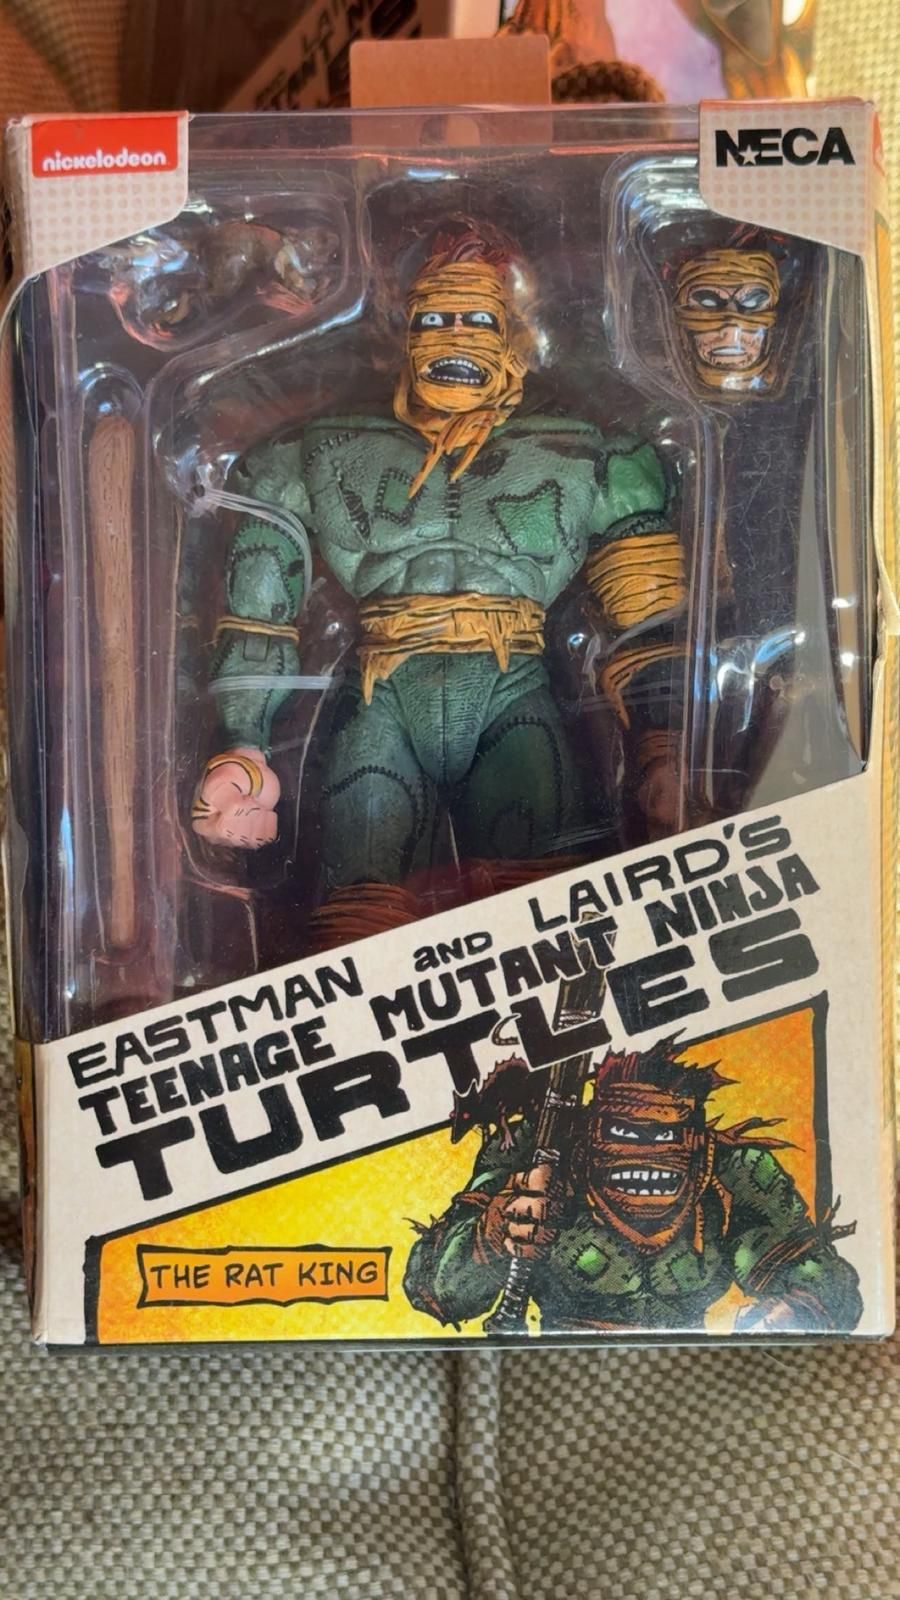 nickelodeon
NECA
EASTMAN AND LAIRD'S
TEENAGE MUTANT NINJA
TURTLES
THE RAT KING